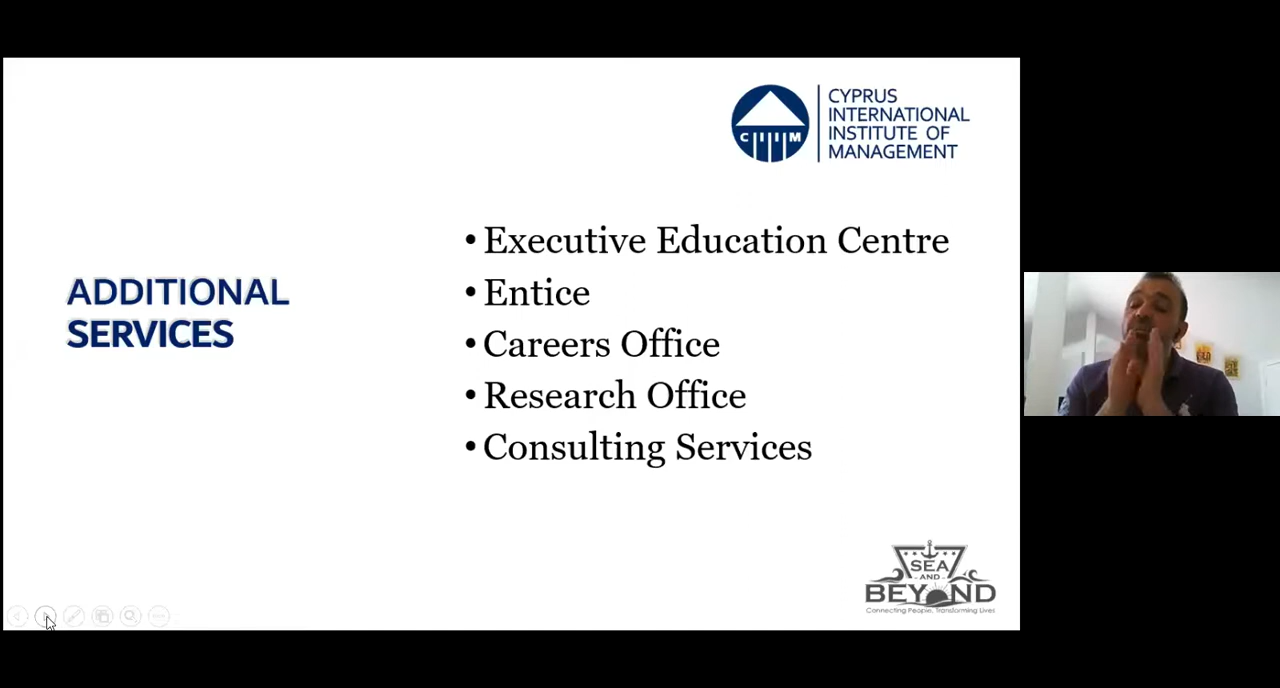 CIIM
CYPRUS
INTERNATIONAL
INSTITUTE OF
MANAGEMENT
ADDITIONAL
SERVICES
• Executive Education Centre
• Entice
• Careers Office
• Research Office
• Consulting Services
SEA
AND
BEYOND
Connecting People, Transforming Lives